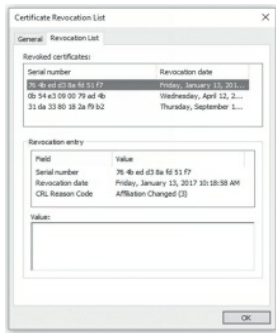 Certificate Revocation List
General Revocation List
Revoked certificates:
Serial number Revocation date
76 4b ed d3 8a fd 51 f7 Friday, January 13, 201...
0b 54 e3 09 00 79 ad 4b Wednesday, April 12, 2...
31 da 33 80 18 2a f9 b2 Thursday, September 1...
Revocation entry
Field Value
Serial number 76 4b ed d3 8a fd 51 f7
Revocation date Friday, January 13, 2017 10:18:58 AM
CRL Reason Code Affiliation Changed (3)
Value:
OK